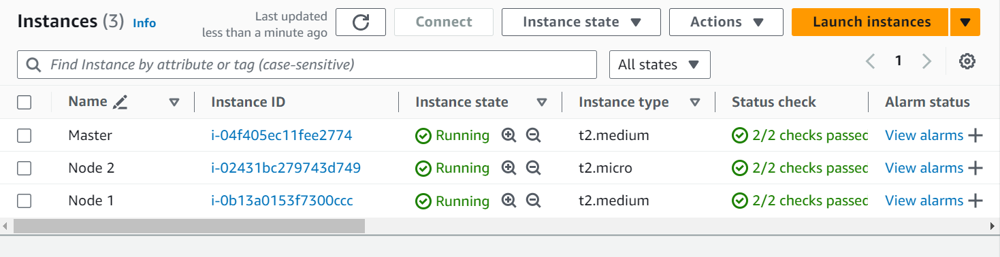 Instances (3) Info
Last updated
less than a minute ago
Connect
Instance state
Actions
Launch instances
Find Instance by attribute or tag (case-sensitive)
All states
1
Name Instance ID Instance state Instance type Status check Alarm status
Master i-04f405ec11fee2774 Running t2.medium 2/2 checks passed View alarms
Node 2 i-02431bc279743d749 Running t2.micro 2/2 checks passed View alarms
Node 1 i-0b13a0153f7300ccc Running t2.medium 2/2 checks passed View alarms